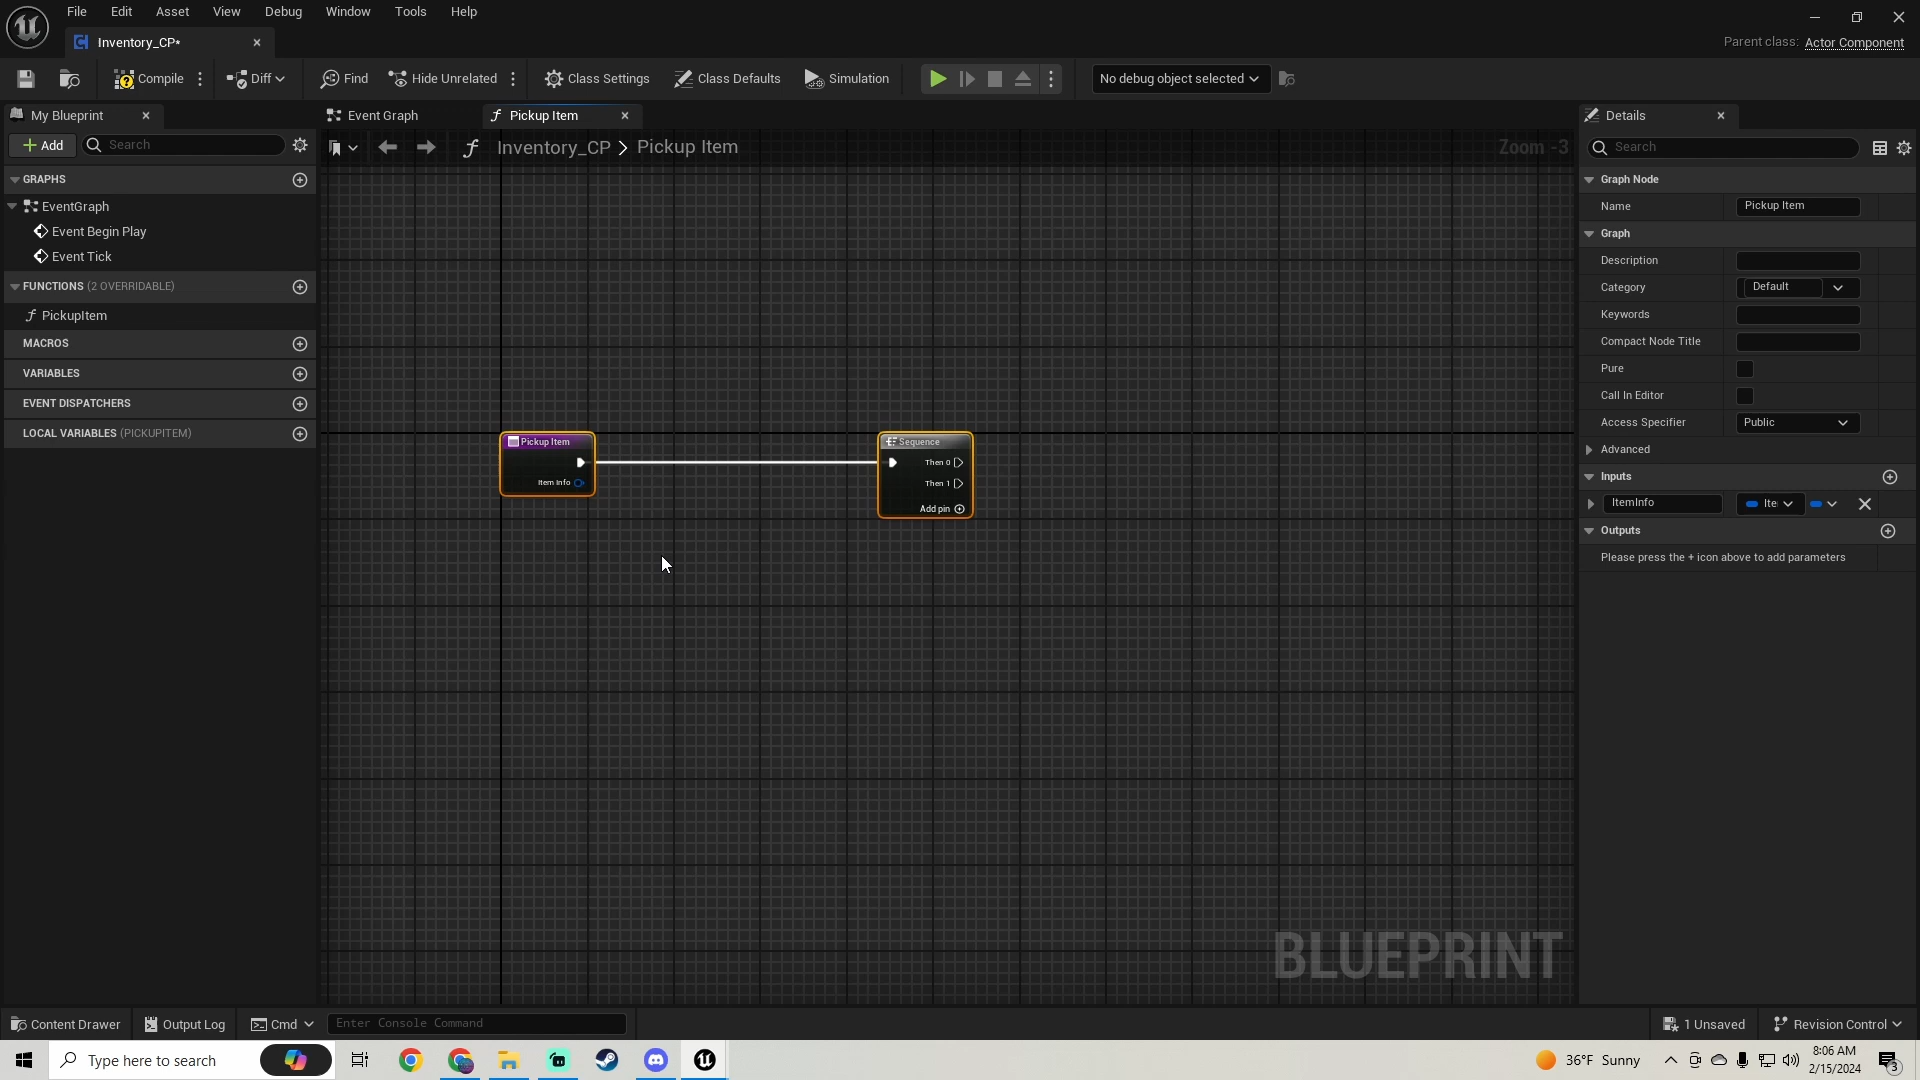 File Edit Asset View Debug Window Tools Help
Inventory_CP*
Parent class: Actor Component
Compile Diff Find Hide Unrelated Class Settings Class Defaults Simulation No debug object selected
My Blueprint
Event Graph Pickup Item
Details
Add Search
Inventory_CP > Pickup Item
Zoom -3
Search
GRAPHS
EventGraph
Event Begin Play
Event Tick
FUNCTIONS (2 OVERRIDABLE)
PickupItem
MACROS
VARIABLES
EVENT DISPATCHERS
LOCAL VARIABLES (PICKUPITEM)
Pickup Item
Item Info
Sequence
Then 0
Then 1
Add pin
BLUEPRINT
Graph Node
Name Pickup Item
Graph
Description
Category Default
Keywords
Compact Node Title
Pure
Call In Editor
Access Specifier Public
Advanced
Inputs
ItemInfo Ite
Outputs
Please press the + icon above to add parameters
Content Drawer Output Log Cmd Enter Console Command 1 Unsaved Revision Control
Type here to search
36°F Sunny
8:06 AM
2/15/2024
3